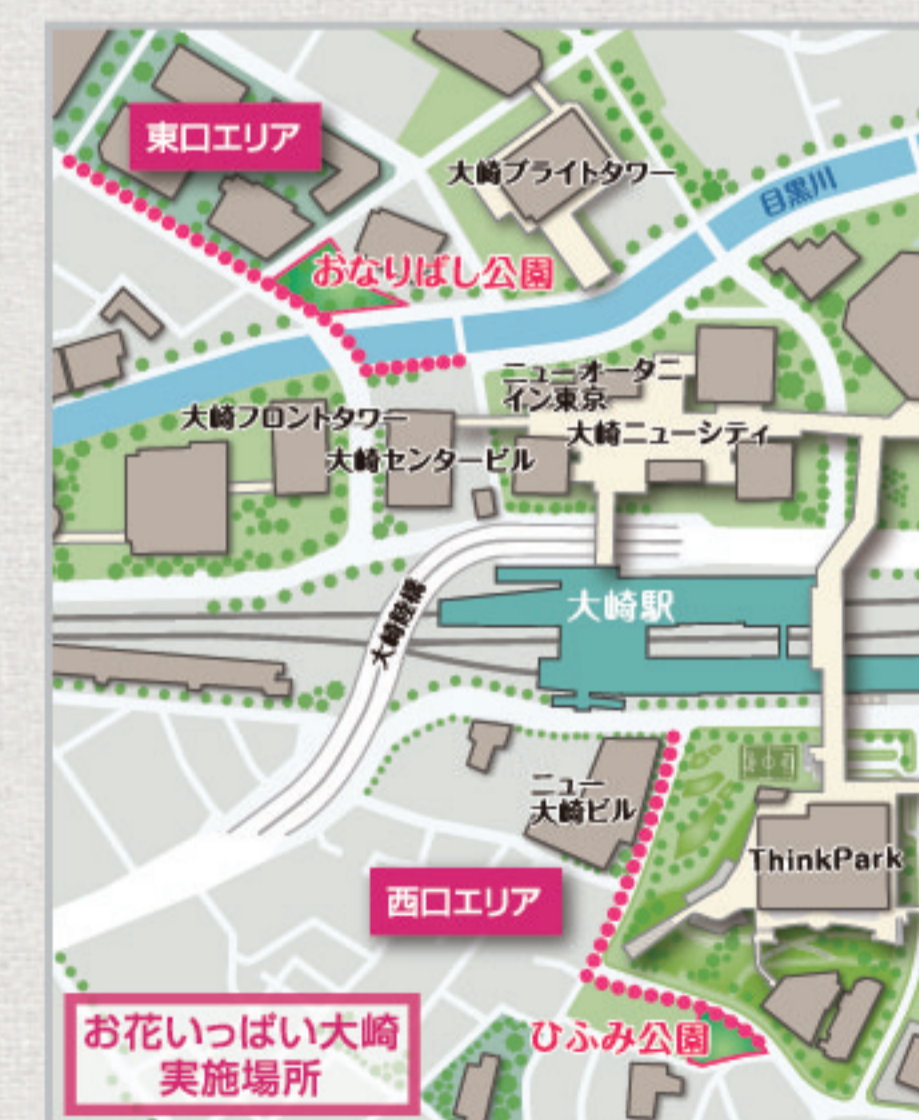 東口エリア
大崎ブライトタワー
目黒川
おなりばし公園
ニューオータニ
イン東京
大崎フロントタワー
大崎ニューシティ
大崎センタービル
大崎駅
大崎陸橋
ニュー
大崎ビル
ThinkPark
西口エリア
お花いっぱい大崎
実施場所
ひふみ公園